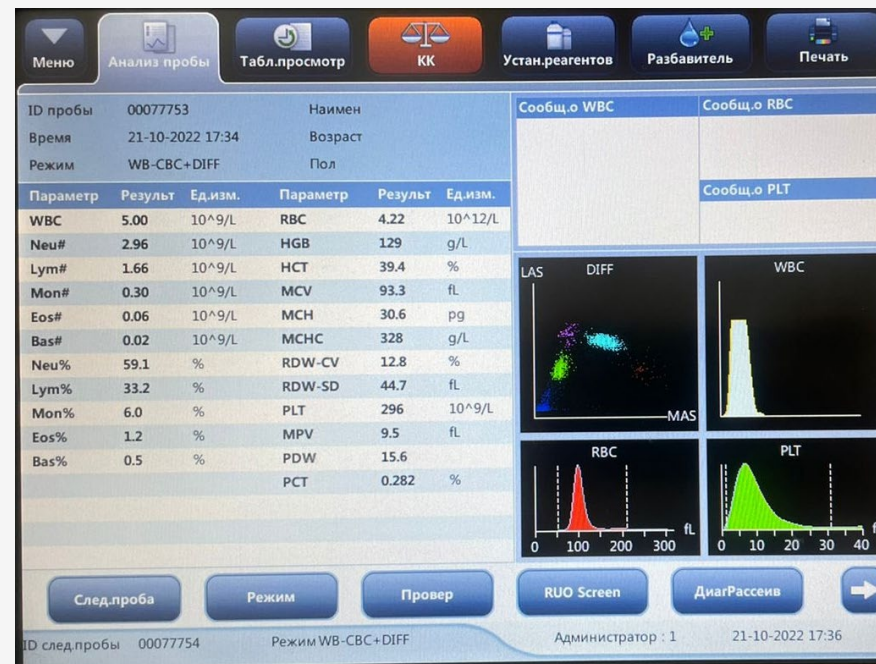 Меню
Анализ пробы
Табл.просмотр
КК
Устан.реагентов
Разбавитель
Печать
ID пробы 00077753 Наимен
Время 21-10-2022 17:34 Возраст
Режим WB-CBC+DIFF Пол
Сообщ.о WBC
Сообщ.о RBC
Сообщ.о PLT
Параметр Результ Ед.изм. Параметр Результ Ед.изм.
WBC 5.00 10^9/L RBC 4.22 10^12/L
Neu# 2.96 10^9/L HGB 129 g/L
Lym# 1.66 10^9/L HCT 39.4 %
Mon# 0.30 10^9/L MCV 93.3 fL
Eos# 0.06 10^9/L MCH 30.6 pg
Bas# 0.02 10^9/L MCHC 328 g/L
Neu% 59.1 % RDW-CV 12.8 %
Lym% 33.2 % RDW-SD 44.7 fL
Mon% 6.0 % PLT 296 10^9/L
Eos% 1.2 % MPV 9.5 fL
Bas% 0.5 % PDW 15.6
PCT 0.282 %
LAS DIFF
MAS
WBC
RBC
0 100 200 300 fL
PLT
0 10 20 30 40 f
След.проба
Режим
Провер
RUO Screen
ДиагРассеив
ID след.пробы 00077754 Режим WB-CBC+DIFF Администратор : 1 21-10-2022 17:36